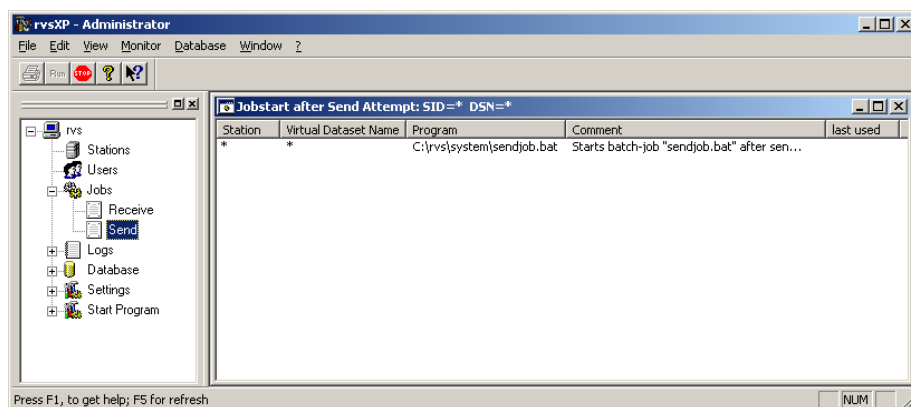 rvsXP - Administrator
File Edit View Monitor Database Window ?
Run STOP ? ?
Jobstart after Send Attempt: SID=* DSN=*
Station Virtual Dataset Name Program Comment last used
* * C:\rvs\system\sendjob.bat Starts batch-job "sendjob.bat" after sen...
rvs
Stations
Users
Jobs
Receive
Send
Logs
Database
Settings
Start Program
Press F1, to get help; F5 for refresh NUM